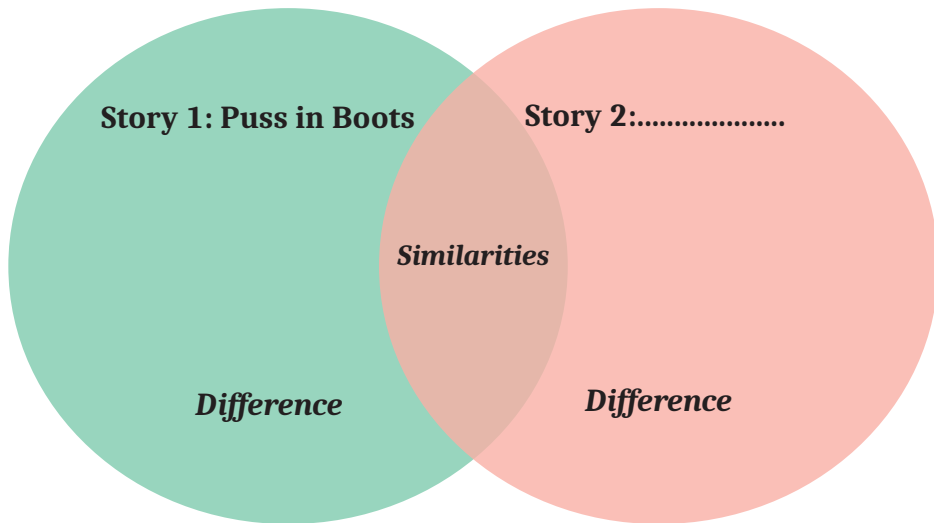 Story 1: Puss in Boots
Story 2:....................
Similarities
Difference
Difference